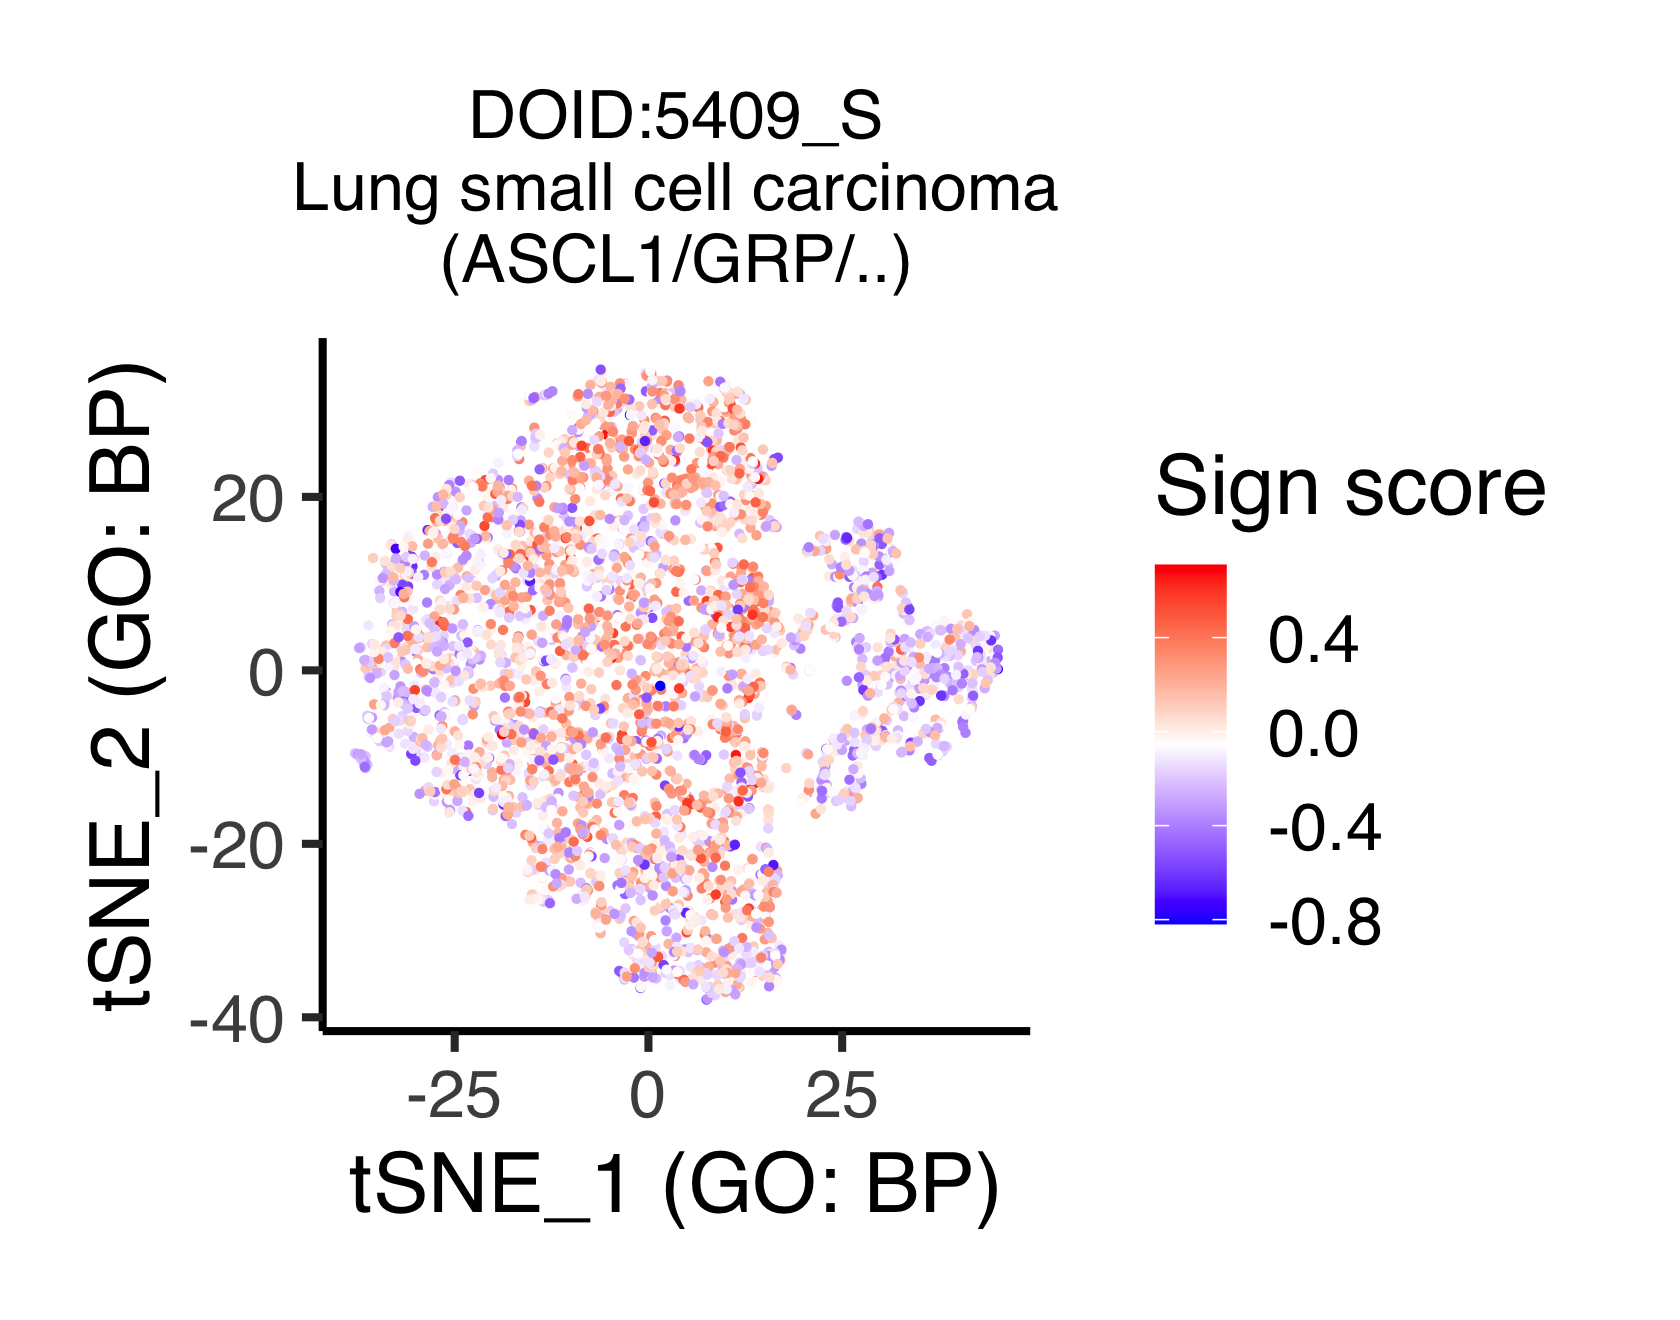 DOID:5409_S
Lung small cell carcinoma
(ASCL1/GRP/..)
tSNE_2 (GO: BP)
20
0
-20
-40
-25 0 25
tSNE_1 (GO: BP)
Sign score
0.4
0.0
-0.4
-0.8